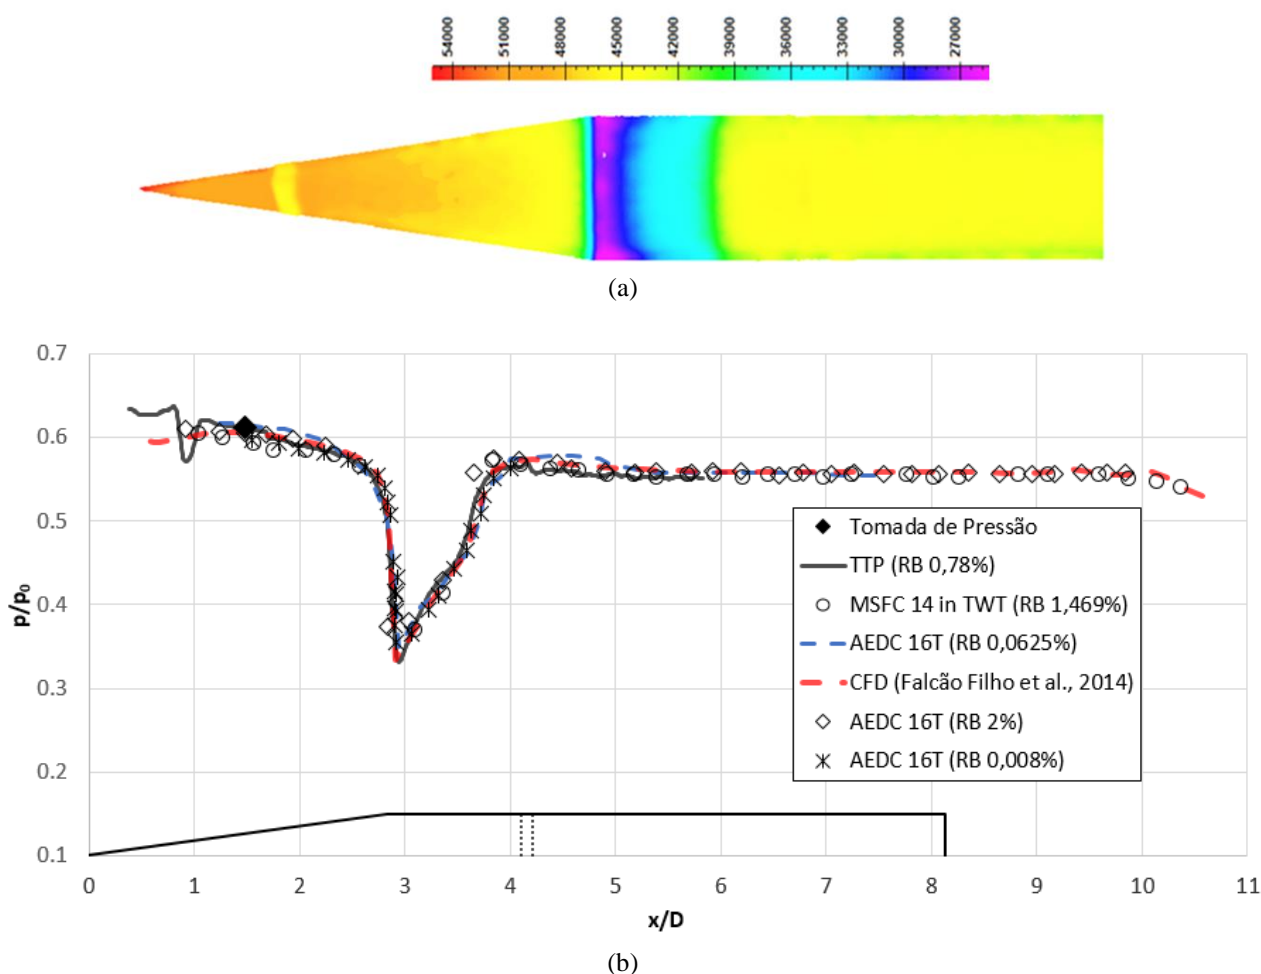 54000 51000 48000 45000 42000 39000 36000 33000 30000 27000
(a)
0.7
0.6
0.5
0.4
0.3
0.2
0.1
p/p₀
Tomada de Pressão
TTP (RB 0,78%)
MSFC 14 in TWT (RB 1,469%)
AEDC 16T (RB 0,0625%)
CFD (Falcão Filho et al., 2014)
AEDC 16T (RB 2%)
AEDC 16T (RB 0,008%)
0 1 2 3 4 5 6 7 8 9 10 11
x/D
(b)